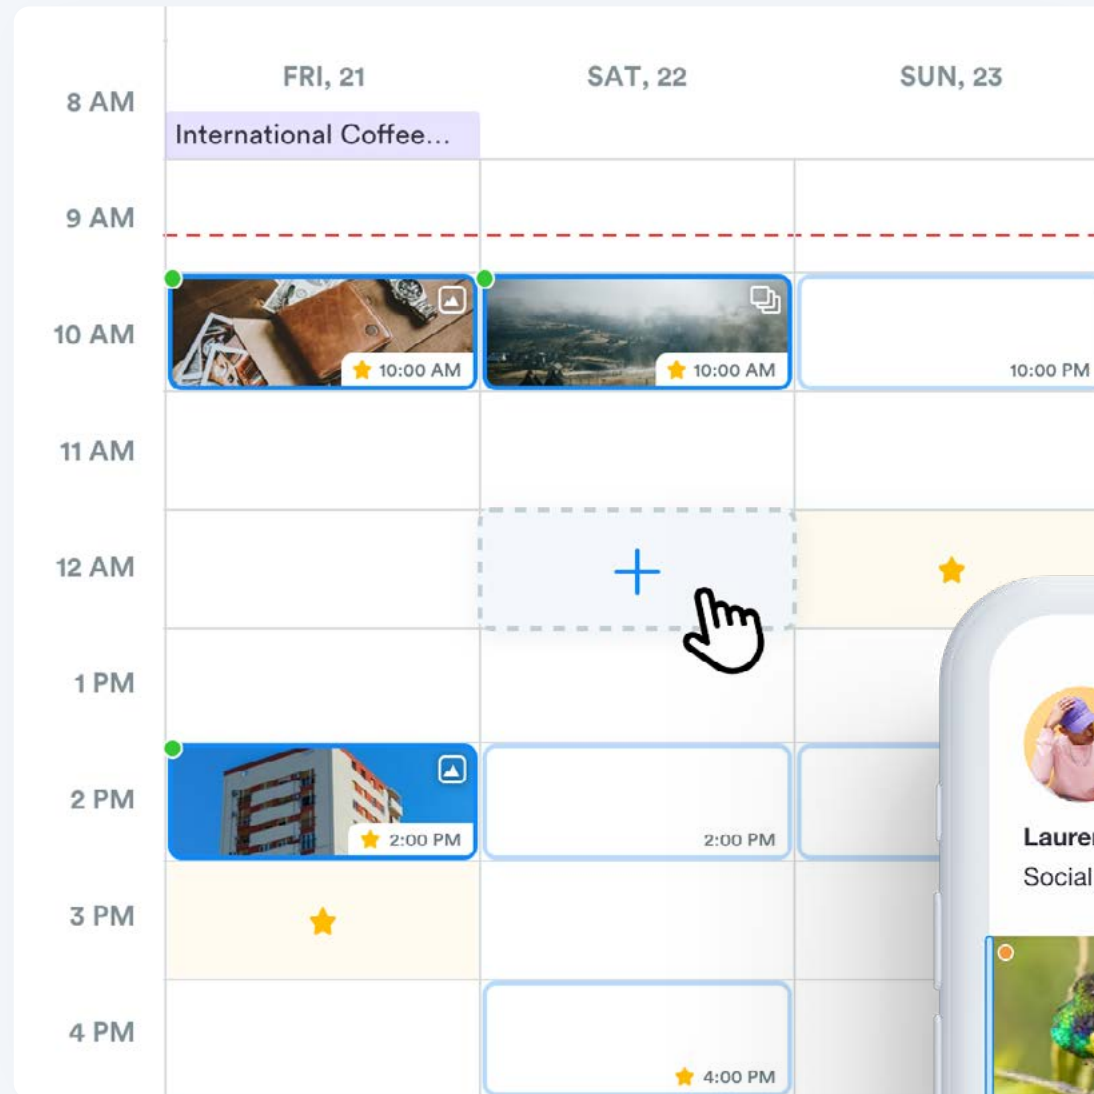 FRI, 21
SAT, 22
SUN, 23
8 AM
International Coffee...
9 AM
10 AM
10:00 AM
10:00 AM
10:00 PM
11 AM
12 AM
1 PM
2 PM
2:00 PM
2:00 PM
Lauren
Social
3 PM
4 PM
4:00 PM